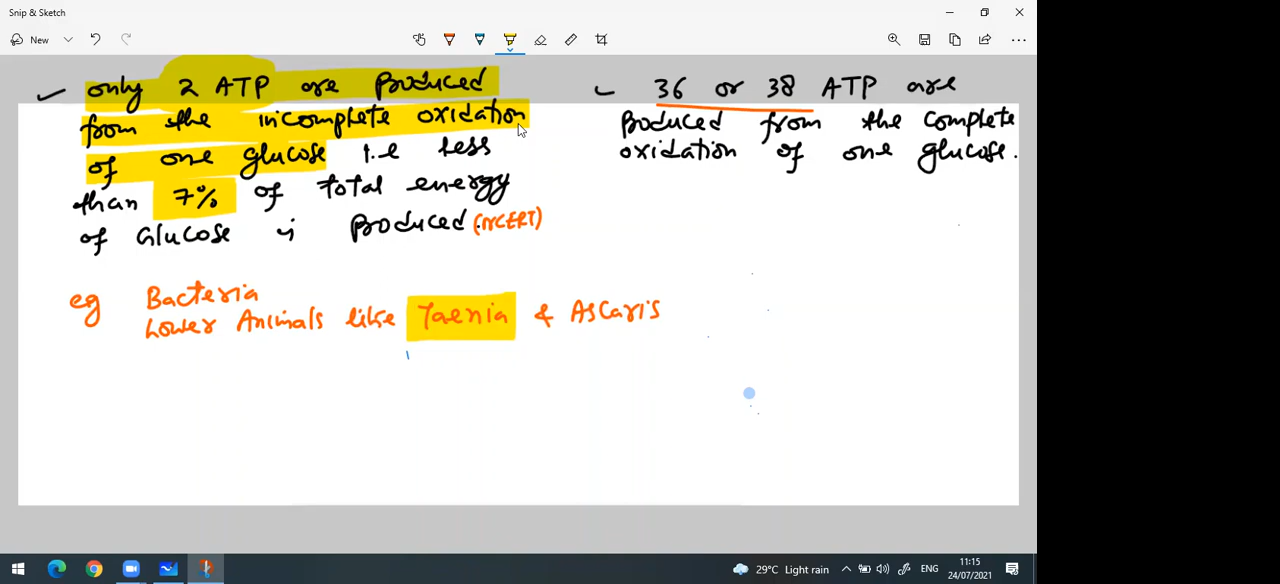 Snip & Sketch
New
only 2 ATP are Produced
from the incomplete oxidation
of one glucose i.e less
than 7% of total energy
of Glucose is Produced. (NCERT)
36 or 38 ATP are
Produced from the complete
oxidation of one glucose.
eg Bacteria
Lower Animals like Taenia & Ascaris
29°C Light rain
ENG
11:15
24/07/2021